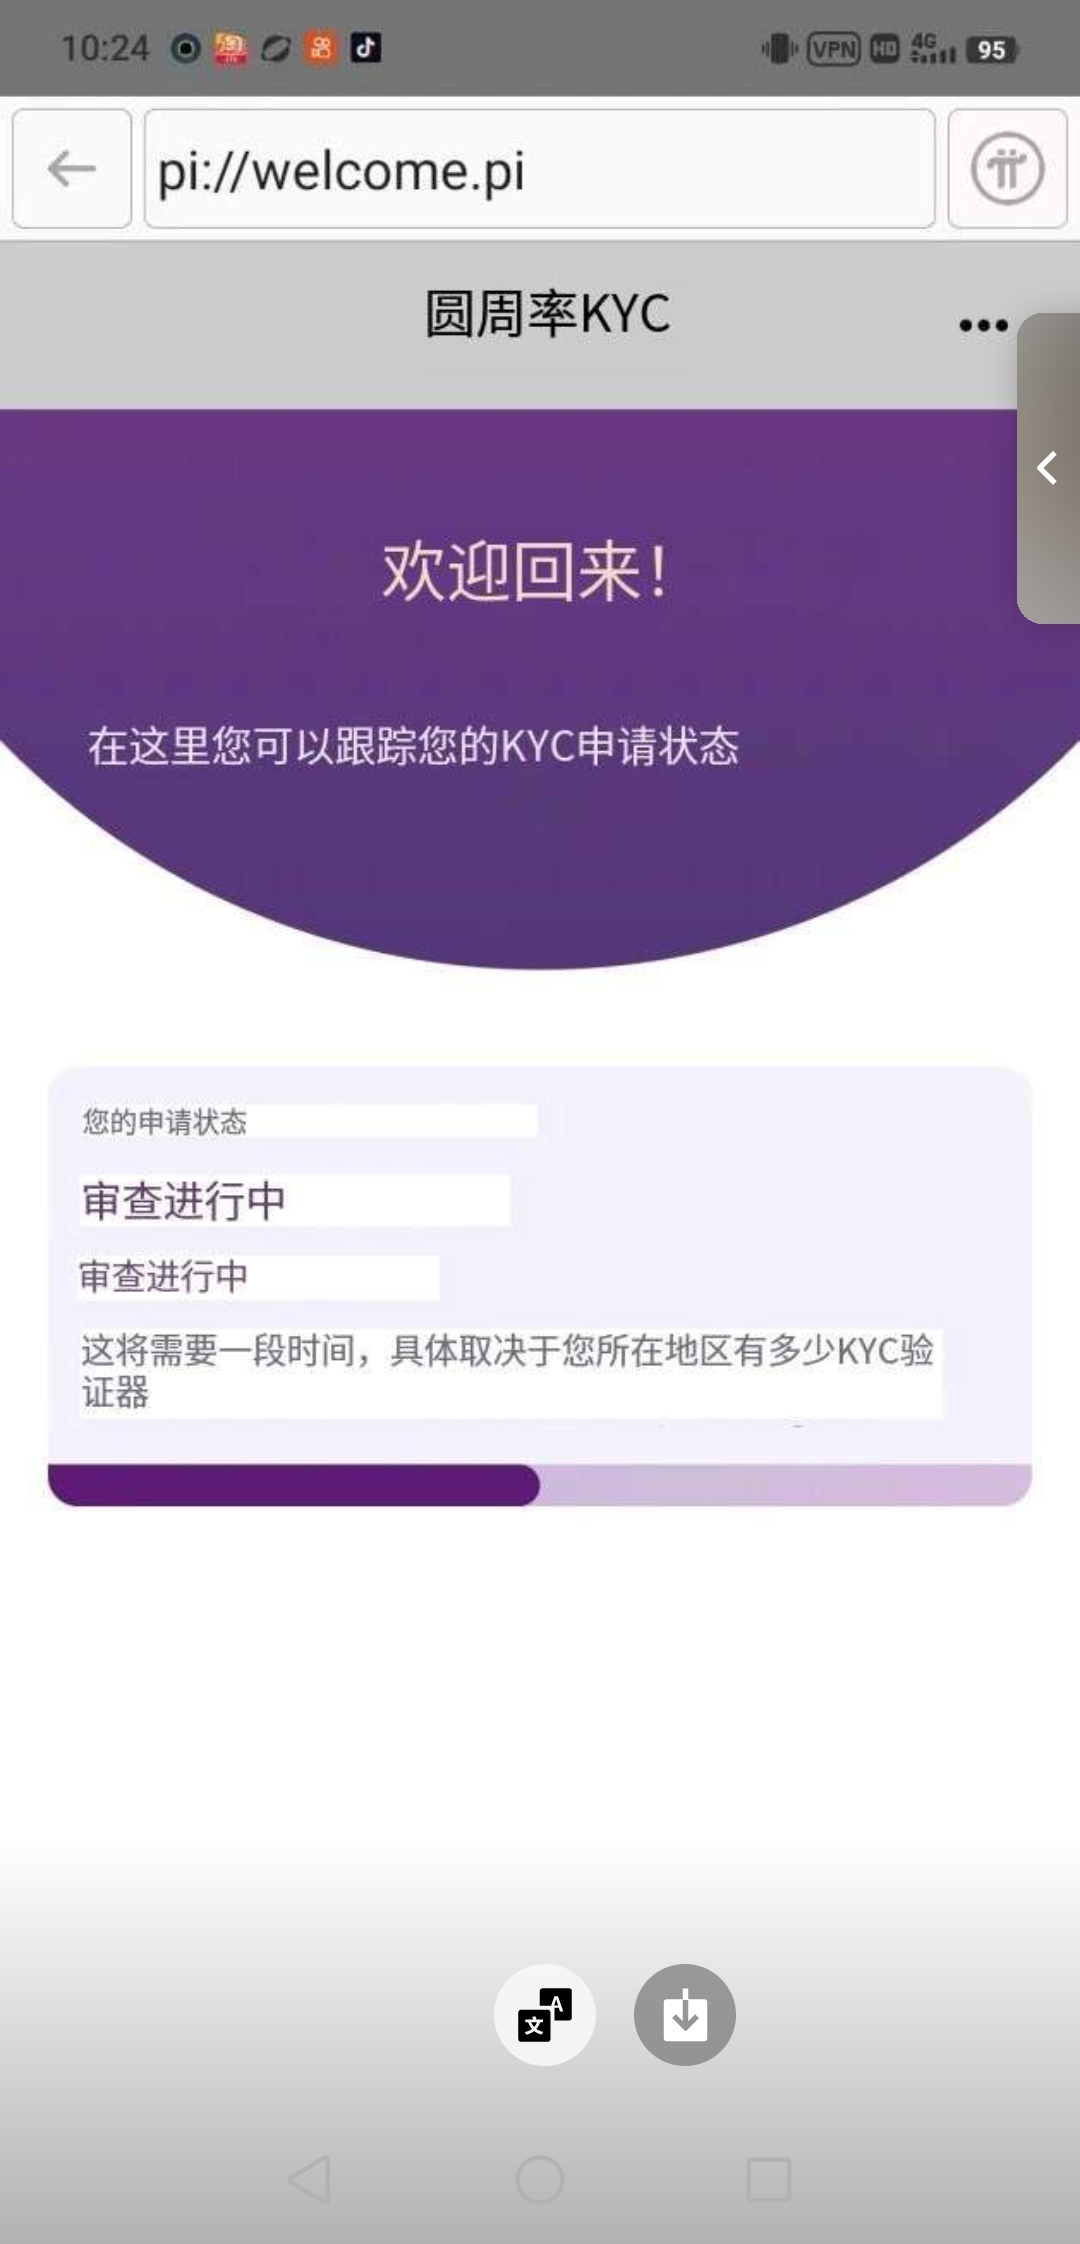 10:24 VPN HD 4G 95
pi://welcome.pi
圆周率KYC
欢迎回来!
在这里您可以跟踪您的KYC申请状态
您的申请状态
审查进行中
审查进行中
这将需要一段时间，具体取决于您所在地区有多少KYC验
证器
文 A